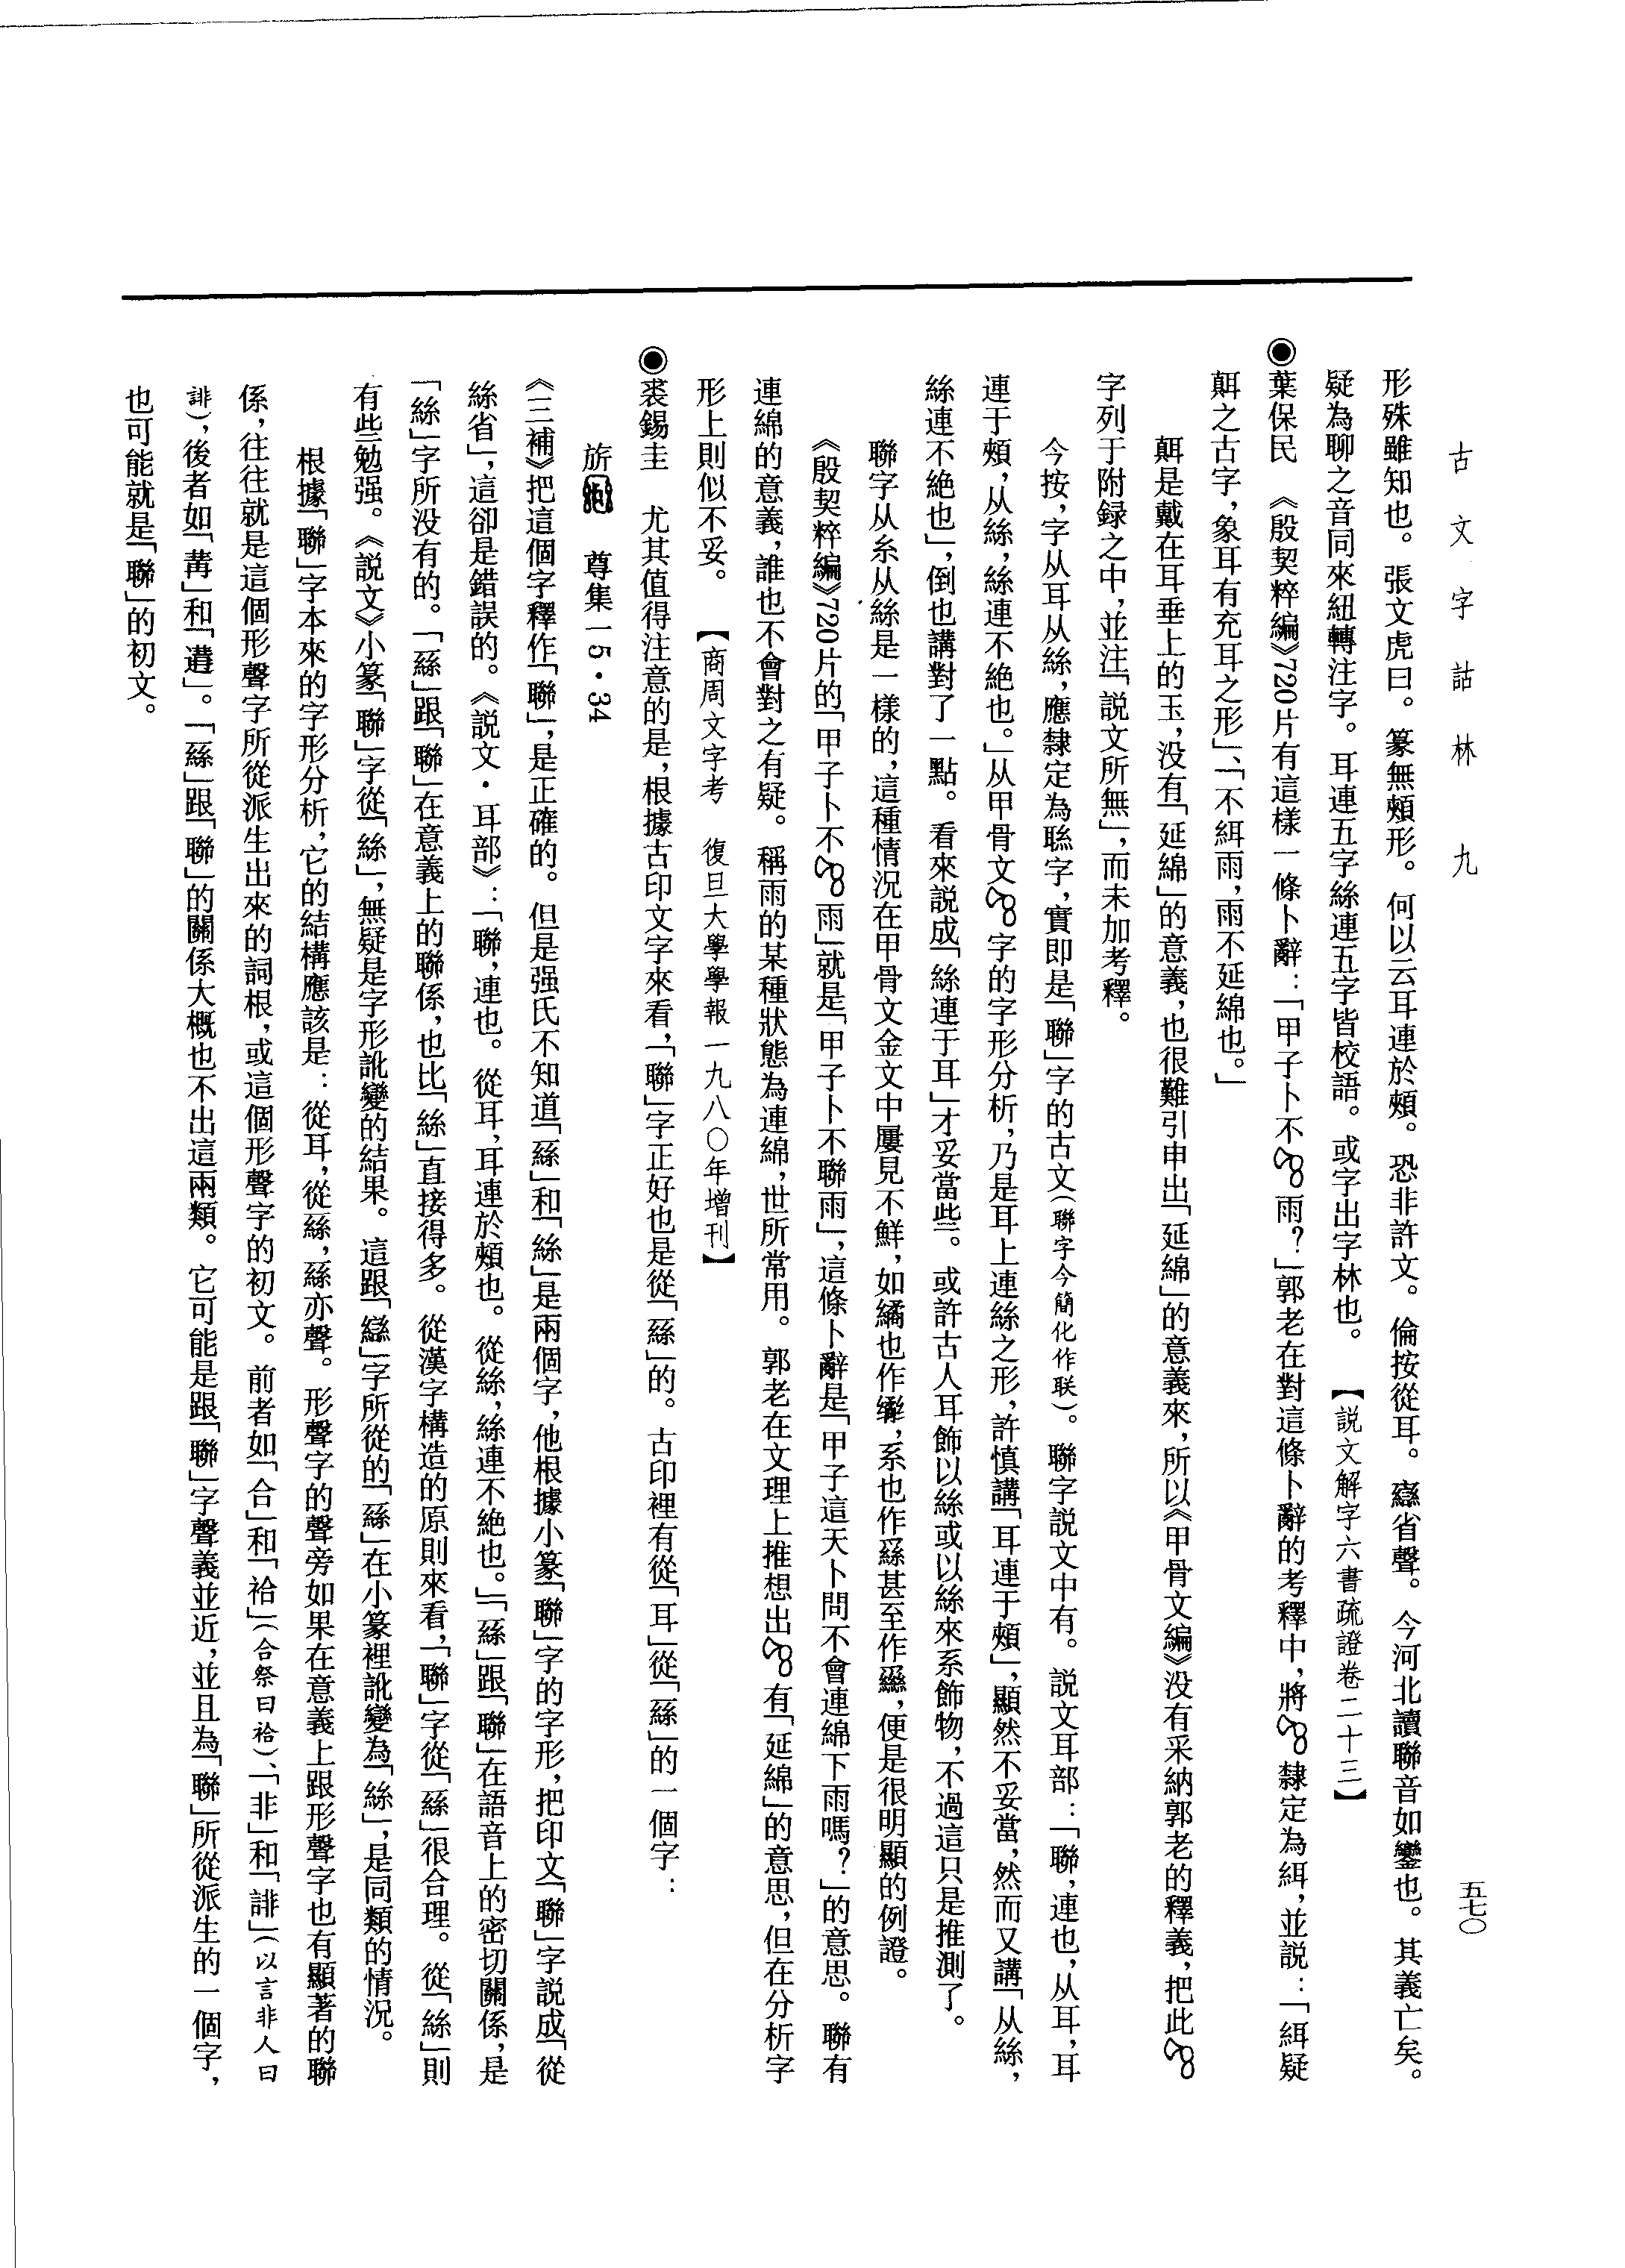 古文字詁林 九
五七〇
形殊雖知也。張文虎曰。篆無頰形。何以云耳連於頰。恐非許文。倫按從耳。䜌省聲。今河北讀聯音如鑾也。其義亡矣。
疑為聊之音同來紐轉注字。耳連五字絲連五字皆校語。或字出字林也。 【説文解字六書疏證卷二十三】
◉葉保民 《殷契粹編》720片有這樣一條卜辭：「甲子卜不 雨？」郭老在對這條卜辭的考釋中，將 隸定為緷，並説：「緷疑
之古字，象耳有充耳之形」、「不緷雨，雨不延綿也。」
是戴在耳垂上的玉，没有「延綿」的意義，也很難引申出「延綿」的意義來，所以《甲骨文編》没有采納郭老的釋義，把此
字列于附録之中，並注「説文所無」，而未加考釋。
今按，字从耳从絲，應隸定為聮字，實即是「聯」字的古文（聯字今簡化作联）。聯字説文中有。説文耳部：「聯，連也，从耳，耳
連于頰，从絲，絲連不絶也。」从甲骨文 字的字形分析，乃是耳上連絲之形，許慎講「耳連于頰」，顯然不妥當，然而又講「从絲，
絲連不絶也」，倒也講對了一點。看來説成「絲連于耳」才妥當些。或許古人耳飾以絲或以絲來系飾物，不過這只是推測了。
聯字从糸从絲是一樣的，這種情況在甲骨文金文中屢見不鮮，如繘也作 ，系也作𦃟甚至作 ，便是很明顯的例證。
《殷契粹編》720片的「甲子卜不 雨」就是「甲子卜不聯雨」，這條卜辭是「甲子這天卜問不會連綿下雨嗎？」的意思。聯有
連綿的意義，誰也不會對之有疑。稱雨的某種狀態為連綿，世所常用。郭老在文理上推想出 有「延綿」的意思，但在分析字
形上則似不妥。 【商周文字考 復旦大學學報一九八〇年增刊】
◉裘錫圭 尤其值得注意的是，根據古印文字來看，「聯」字正好也是從「𢇇」的。古印裡有從「耳」從「𢇇」的一個字：
旂 尊集一5·34
《三補》把這個字釋作「聯」，是正確的。但是强氏不知道「𢇇」和「絲」是兩個字，他根據小篆「聯」字的字形，把印文「聯」字説成「從
絲省」，這卻是錯誤的。《説文·耳部》：「聯，連也。從耳，耳連於頰也。從絲，絲連不絶也。」「𢇇」跟「聯」在語音上的密切關係，是
「絲」字所没有的。「𢇇」跟「聯」在意義上的聯係，也比「絲」直接得多。從漢字構造的原則來看，「聯」字從「𢇇」很合理。從「絲」則
有些勉强。《説文》小篆「聯」字從「絲」，無疑是字形訛變的結果。這跟「䜌」字所從的「𢇇」在小篆裡訛變為「絲」，是同類的情況。
根據「聯」字本來的字形分析，它的結構應該是：從耳，從𢇇，𢇇亦聲。形聲字的聲旁如果在意義上跟形聲字也有顯著的聯
係，往往就是這個形聲字所從派生出來的詞根，或這個形聲字的初文。前者如「合」和「祫」（合祭曰祫）、「非」和「誹」（以言非人曰
誹），後者如「冓」和「遘」。「𢇇」跟「聯」的關係大概也不出這兩類。它可能是跟「聯」字聲義並近，並且為「聯」所從派生的一個字，
也可能就是「聯」的初文。